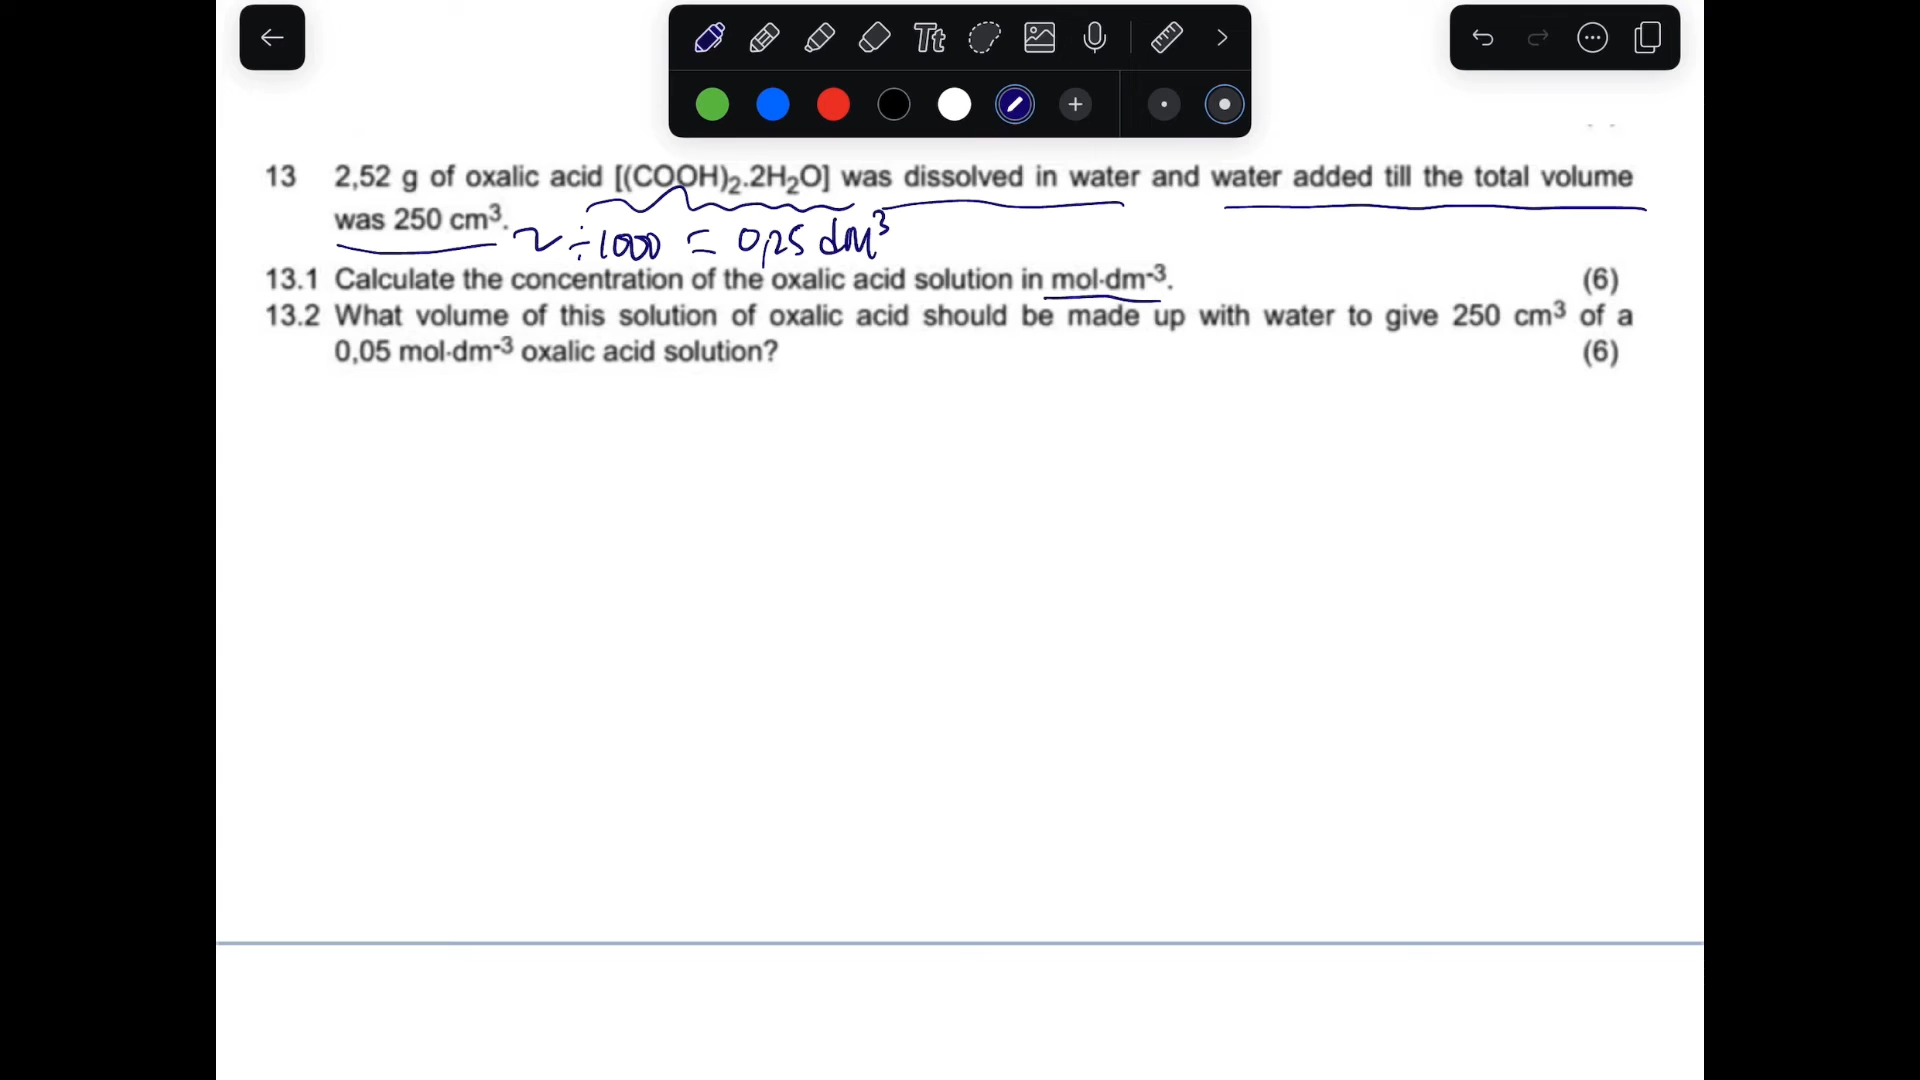 Tt
13 2,52 g of oxalic acid [(COOH)₂.2H₂O] was dissolved in water and water added till the total volume
was 250 cm³. ÷1000 = 0,25 dm³
13.1 Calculate the concentration of the oxalic acid solution in mol·dm⁻³. (6)
13.2 What volume of this solution of oxalic acid should be made up with water to give 250 cm³ of a
0,05 mol·dm⁻³ oxalic acid solution? (6)